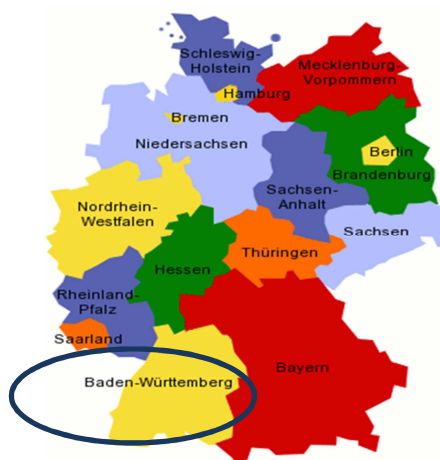 Schleswig-
Holstein
Mecklenburg-
Vorpommern
Hamburg
Bremen
Niedersachsen
Berlin
Brandenburg
Sachsen-
Anhalt
Nordrhein-
Westfalen
Sachsen
Thüringen
Hessen
Rheinland-
Pfalz
Saarland
Bayern
Baden-Württemberg